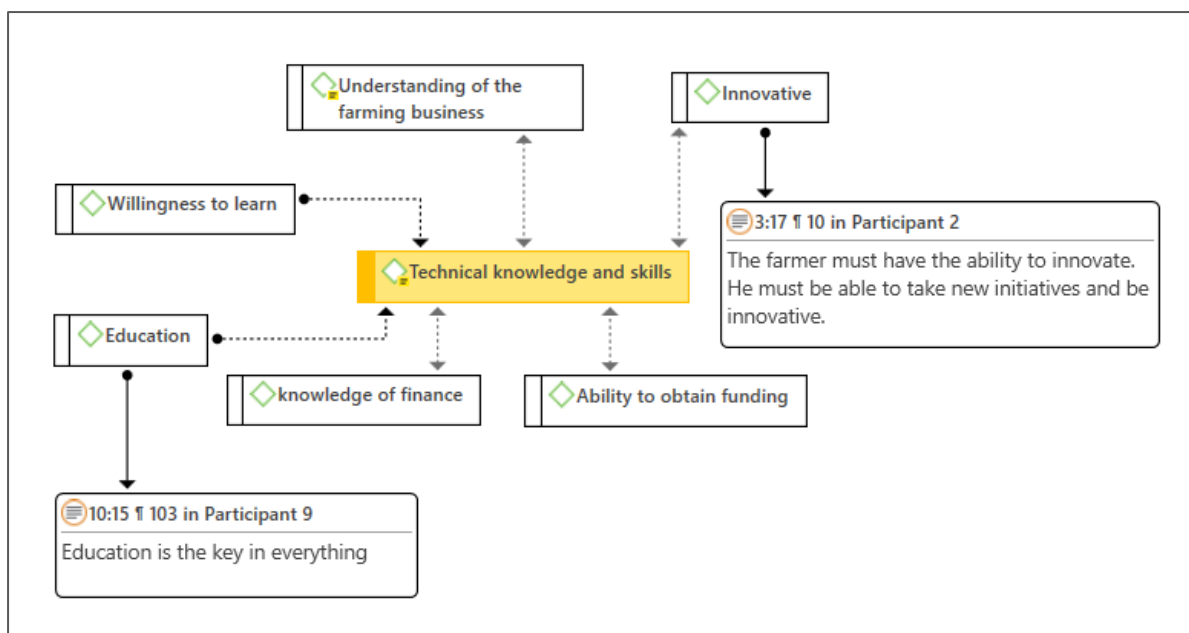 Understanding of the
farming business
Innovative
Willingness to learn
3:17 ¶ 10 in Participant 2
The farmer must have the ability to innovate.
He must be able to take new initiatives and be
innovative.
Technical knowledge and skills
Education
knowledge of finance
Ability to obtain funding
10:15 ¶ 103 in Participant 9
Education is the key in everything